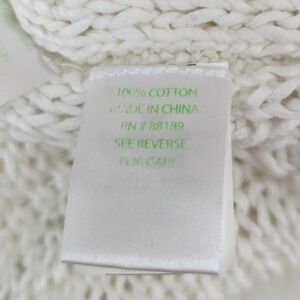 100% COTTON
MADE IN CHINA
RN # 88189
SEE REVERSE
FOR CARE